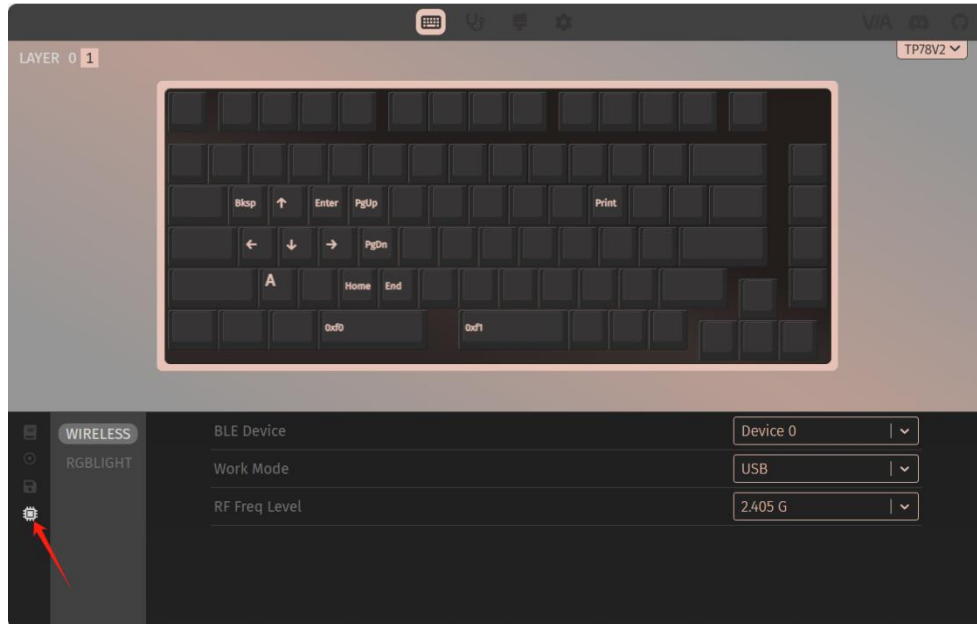 VIA
LAYER 0 1
TP78V2
Bksp ↑ Enter PgUp Print
← ↓ → PgDn
A Home End
0xf0 0xf1
WIRELESS
RGBLIGHT
BLE Device Device 0
Work Mode USB
RF Freq Level 2.405 G